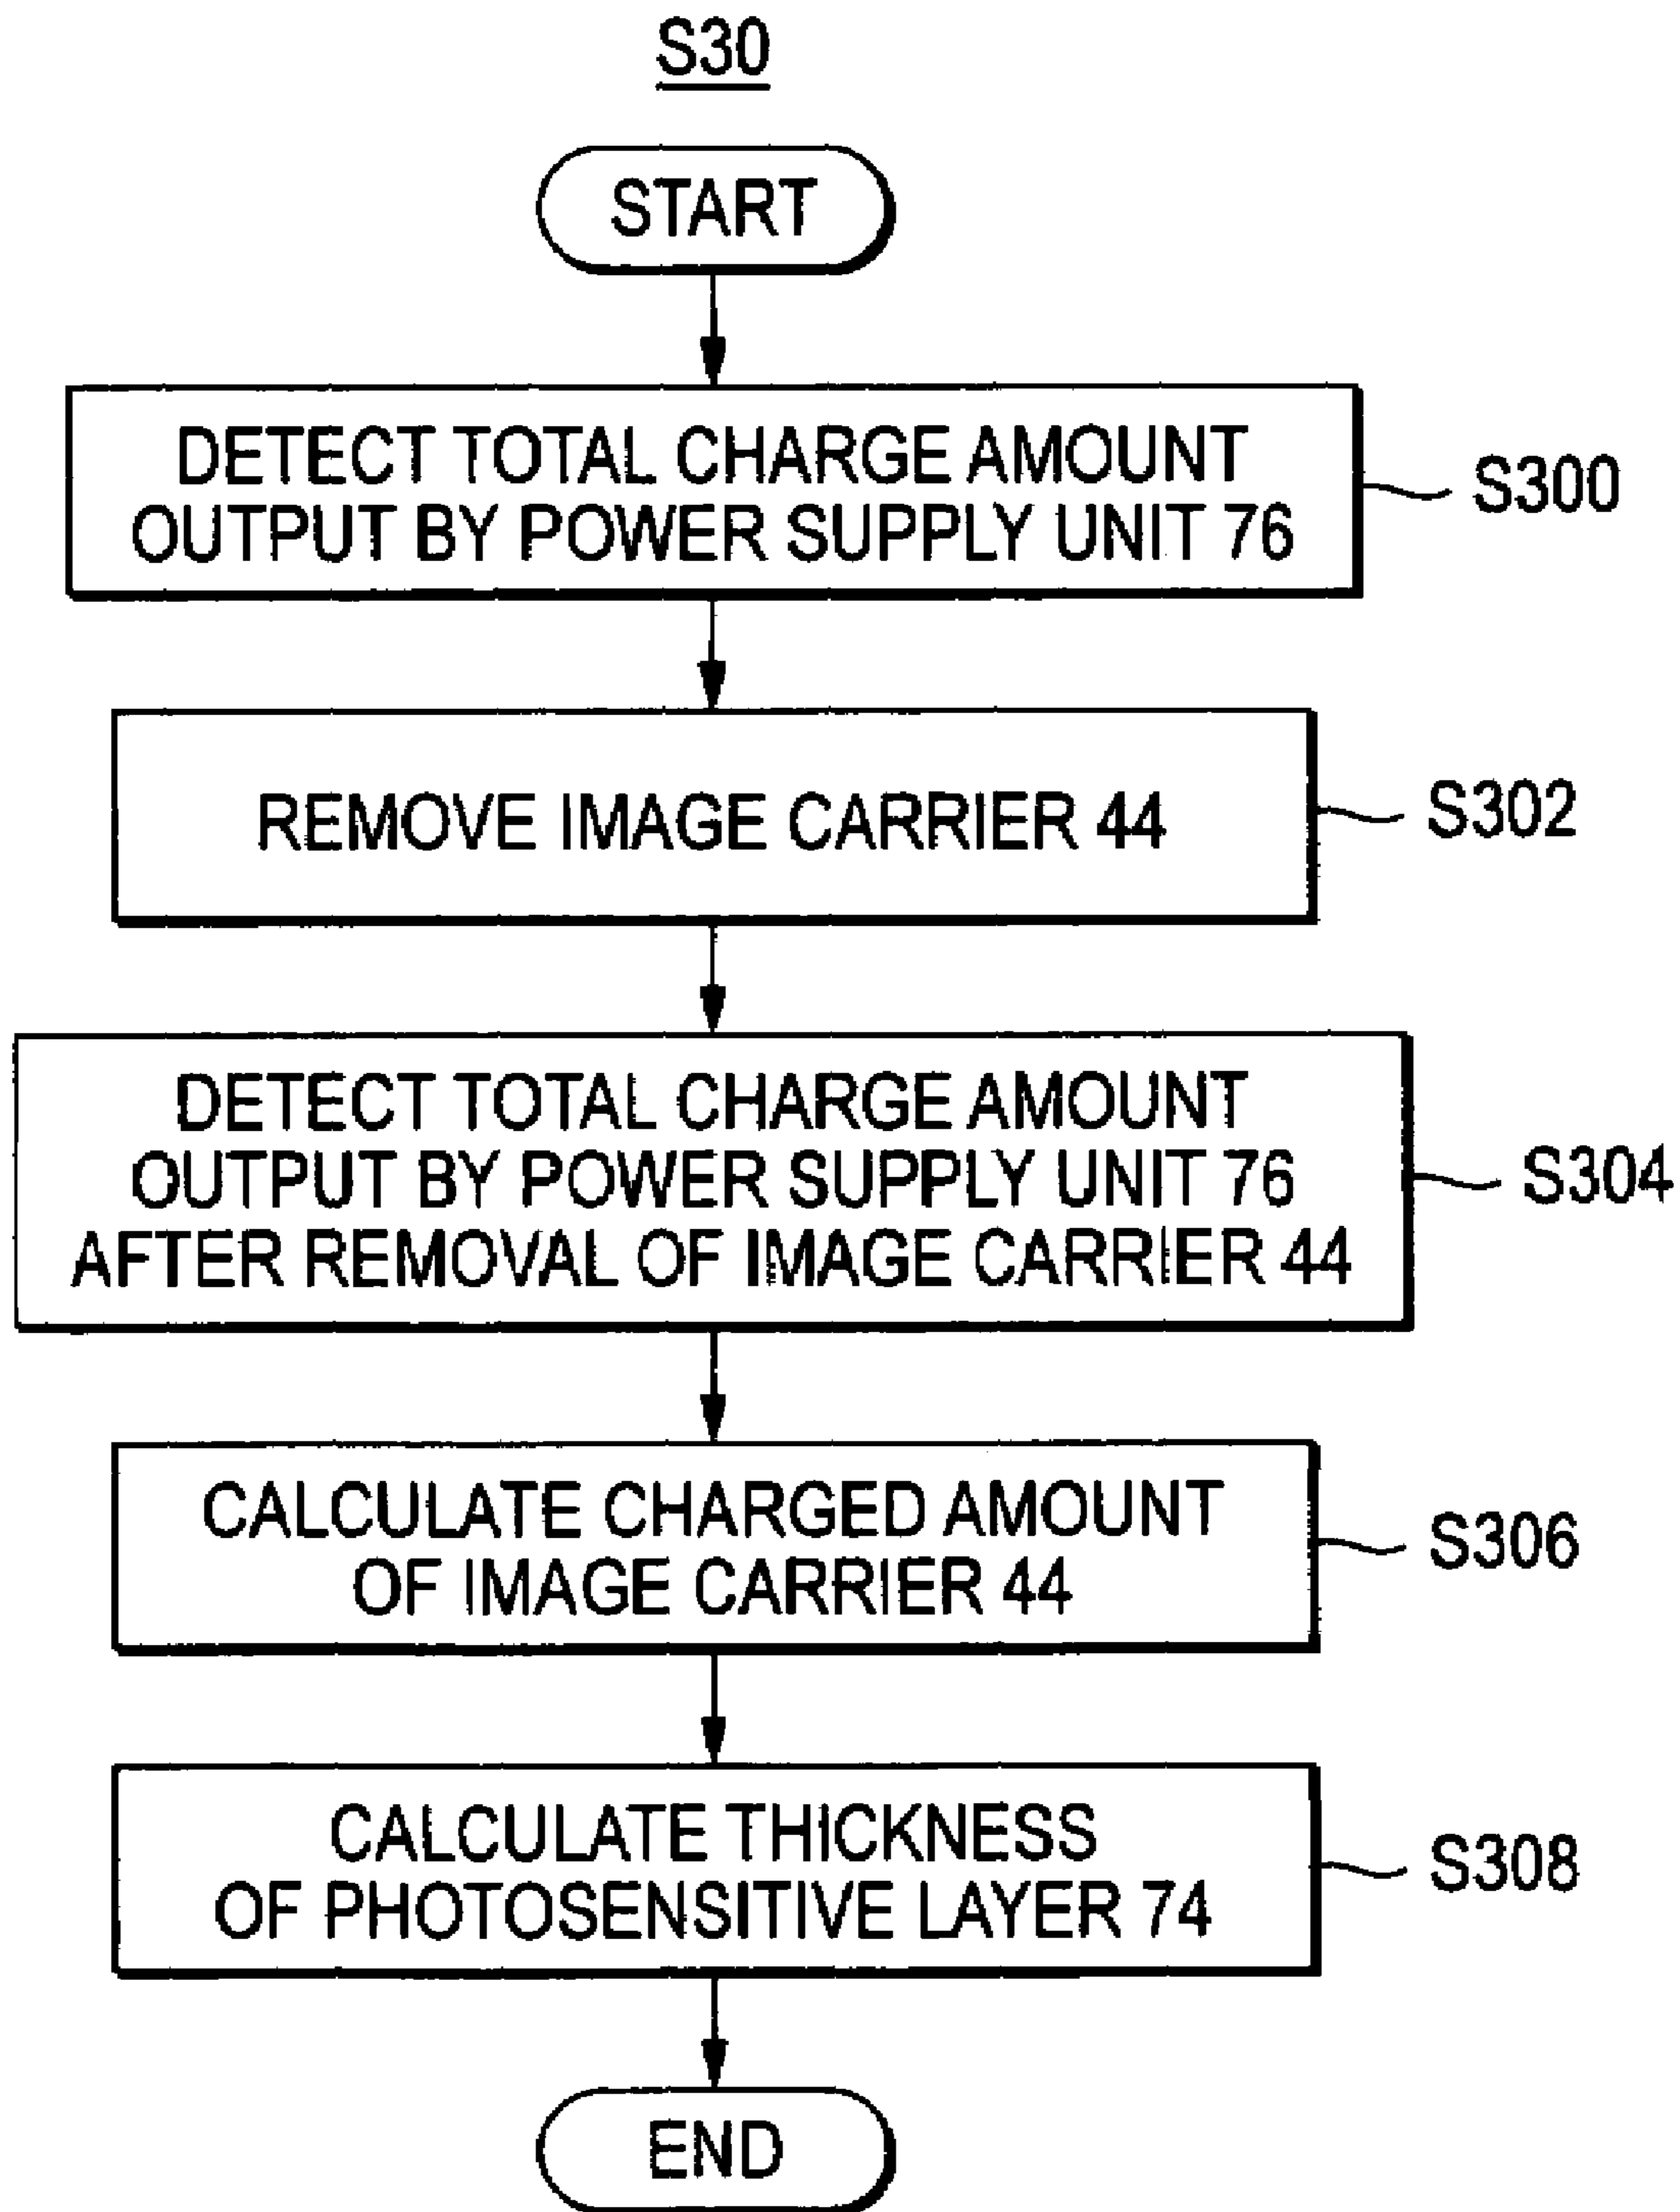 S30
START
DETECT TOTAL CHARGE AMOUNT
OUTPUT BY POWER SUPPLY UNIT 76
S300
REMOVE IMAGE CARRIER 44
S302
DETECT TOTAL CHARGE AMOUNT
OUTPUT BY POWER SUPPLY UNIT 76
AFTER REMOVAL OF IMAGE CARRIER 44
S304
CALCULATE CHARGED AMOUNT
OF IMAGE CARRIER 44
S306
CALCULATE THICKNESS
OF PHOTOSENSITIVE LAYER 74
S308
END